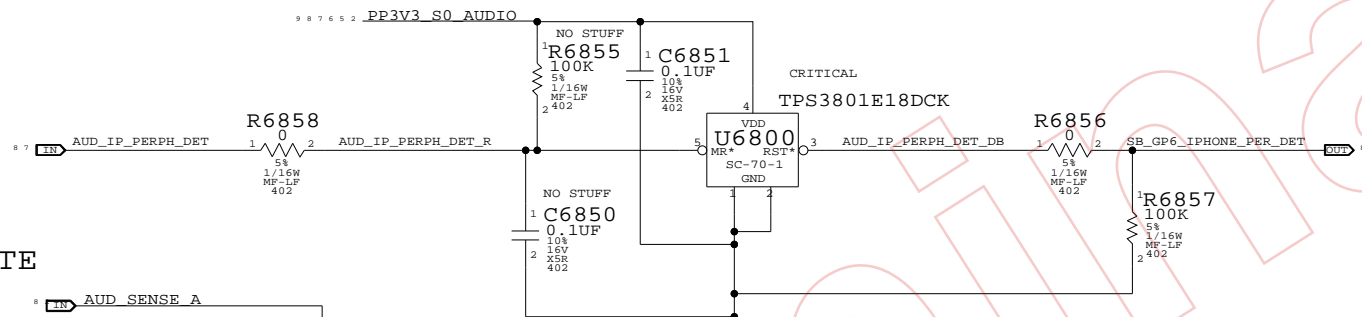 9 8 7 6 5 2 PP3V3_S0_AUDIO
NO STUFF
1
R6855
100K
5%
1/16W
MF-LF
2 402
1 C6851
0.1UF
10%
16V
2 X5R
402
CRITICAL
TPS3801E18DCK
4
VDD
U6800
5 MR* RST* 3
SC-70-1
GND
1 2
R6858
0
8 7 IN AUD_IP_PERPH_DET 1 2 AUD_IP_PERPH_DET_R
5%
1/16W
MF-LF
402
AUD_IP_PERPH_DET_DB
R6856
0
1 2
5%
1/16W
MF-LF
402
SB_GP6_IPHONE_PER_DET OUT
NO STUFF
1 C6850
0.1UF
10%
16V
2 X5R
402
1
R6857
100K
5%
1/16W
MF-LF
2 402
TE
8 IN AUD_SENSE_A